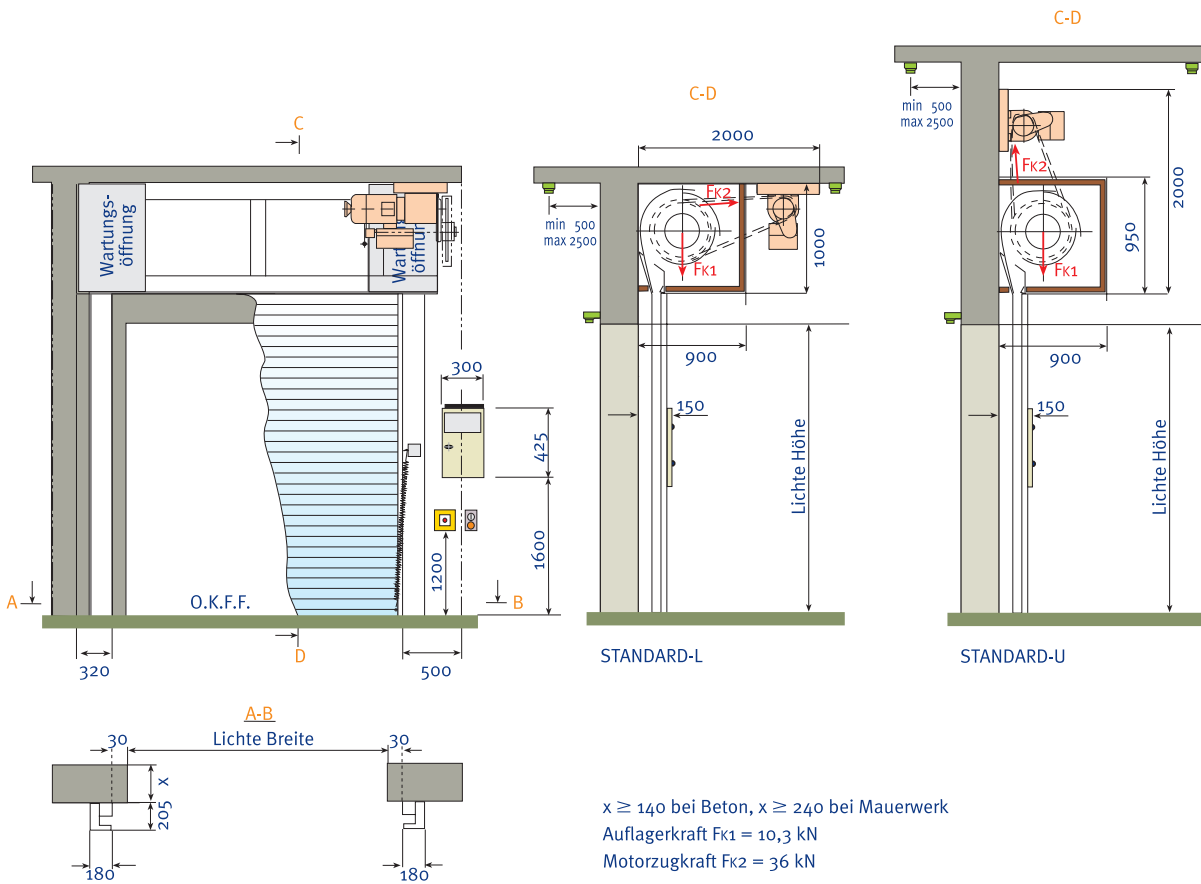 C
Wartungs-
öffnung
Wartungs-
öffnung
300
425
1600
1200
A
O.K.F.F.
B
D
320
500
A-B
30
Lichte Breite
30
x
205
180
180
C-D
2000
min 500
max 2500
FK2
FK1
1000
900
150
Lichte Höhe
STANDARD-L
C-D
min 500
max 2500
FK2
FK1
950
2000
900
150
Lichte Höhe
STANDARD-U
x ≥ 140 bei Beton, x ≥ 240 bei Mauerwerk
Auflagerkraft FK1 = 10,3 kN
Motorzugkraft FK2 = 36 kN